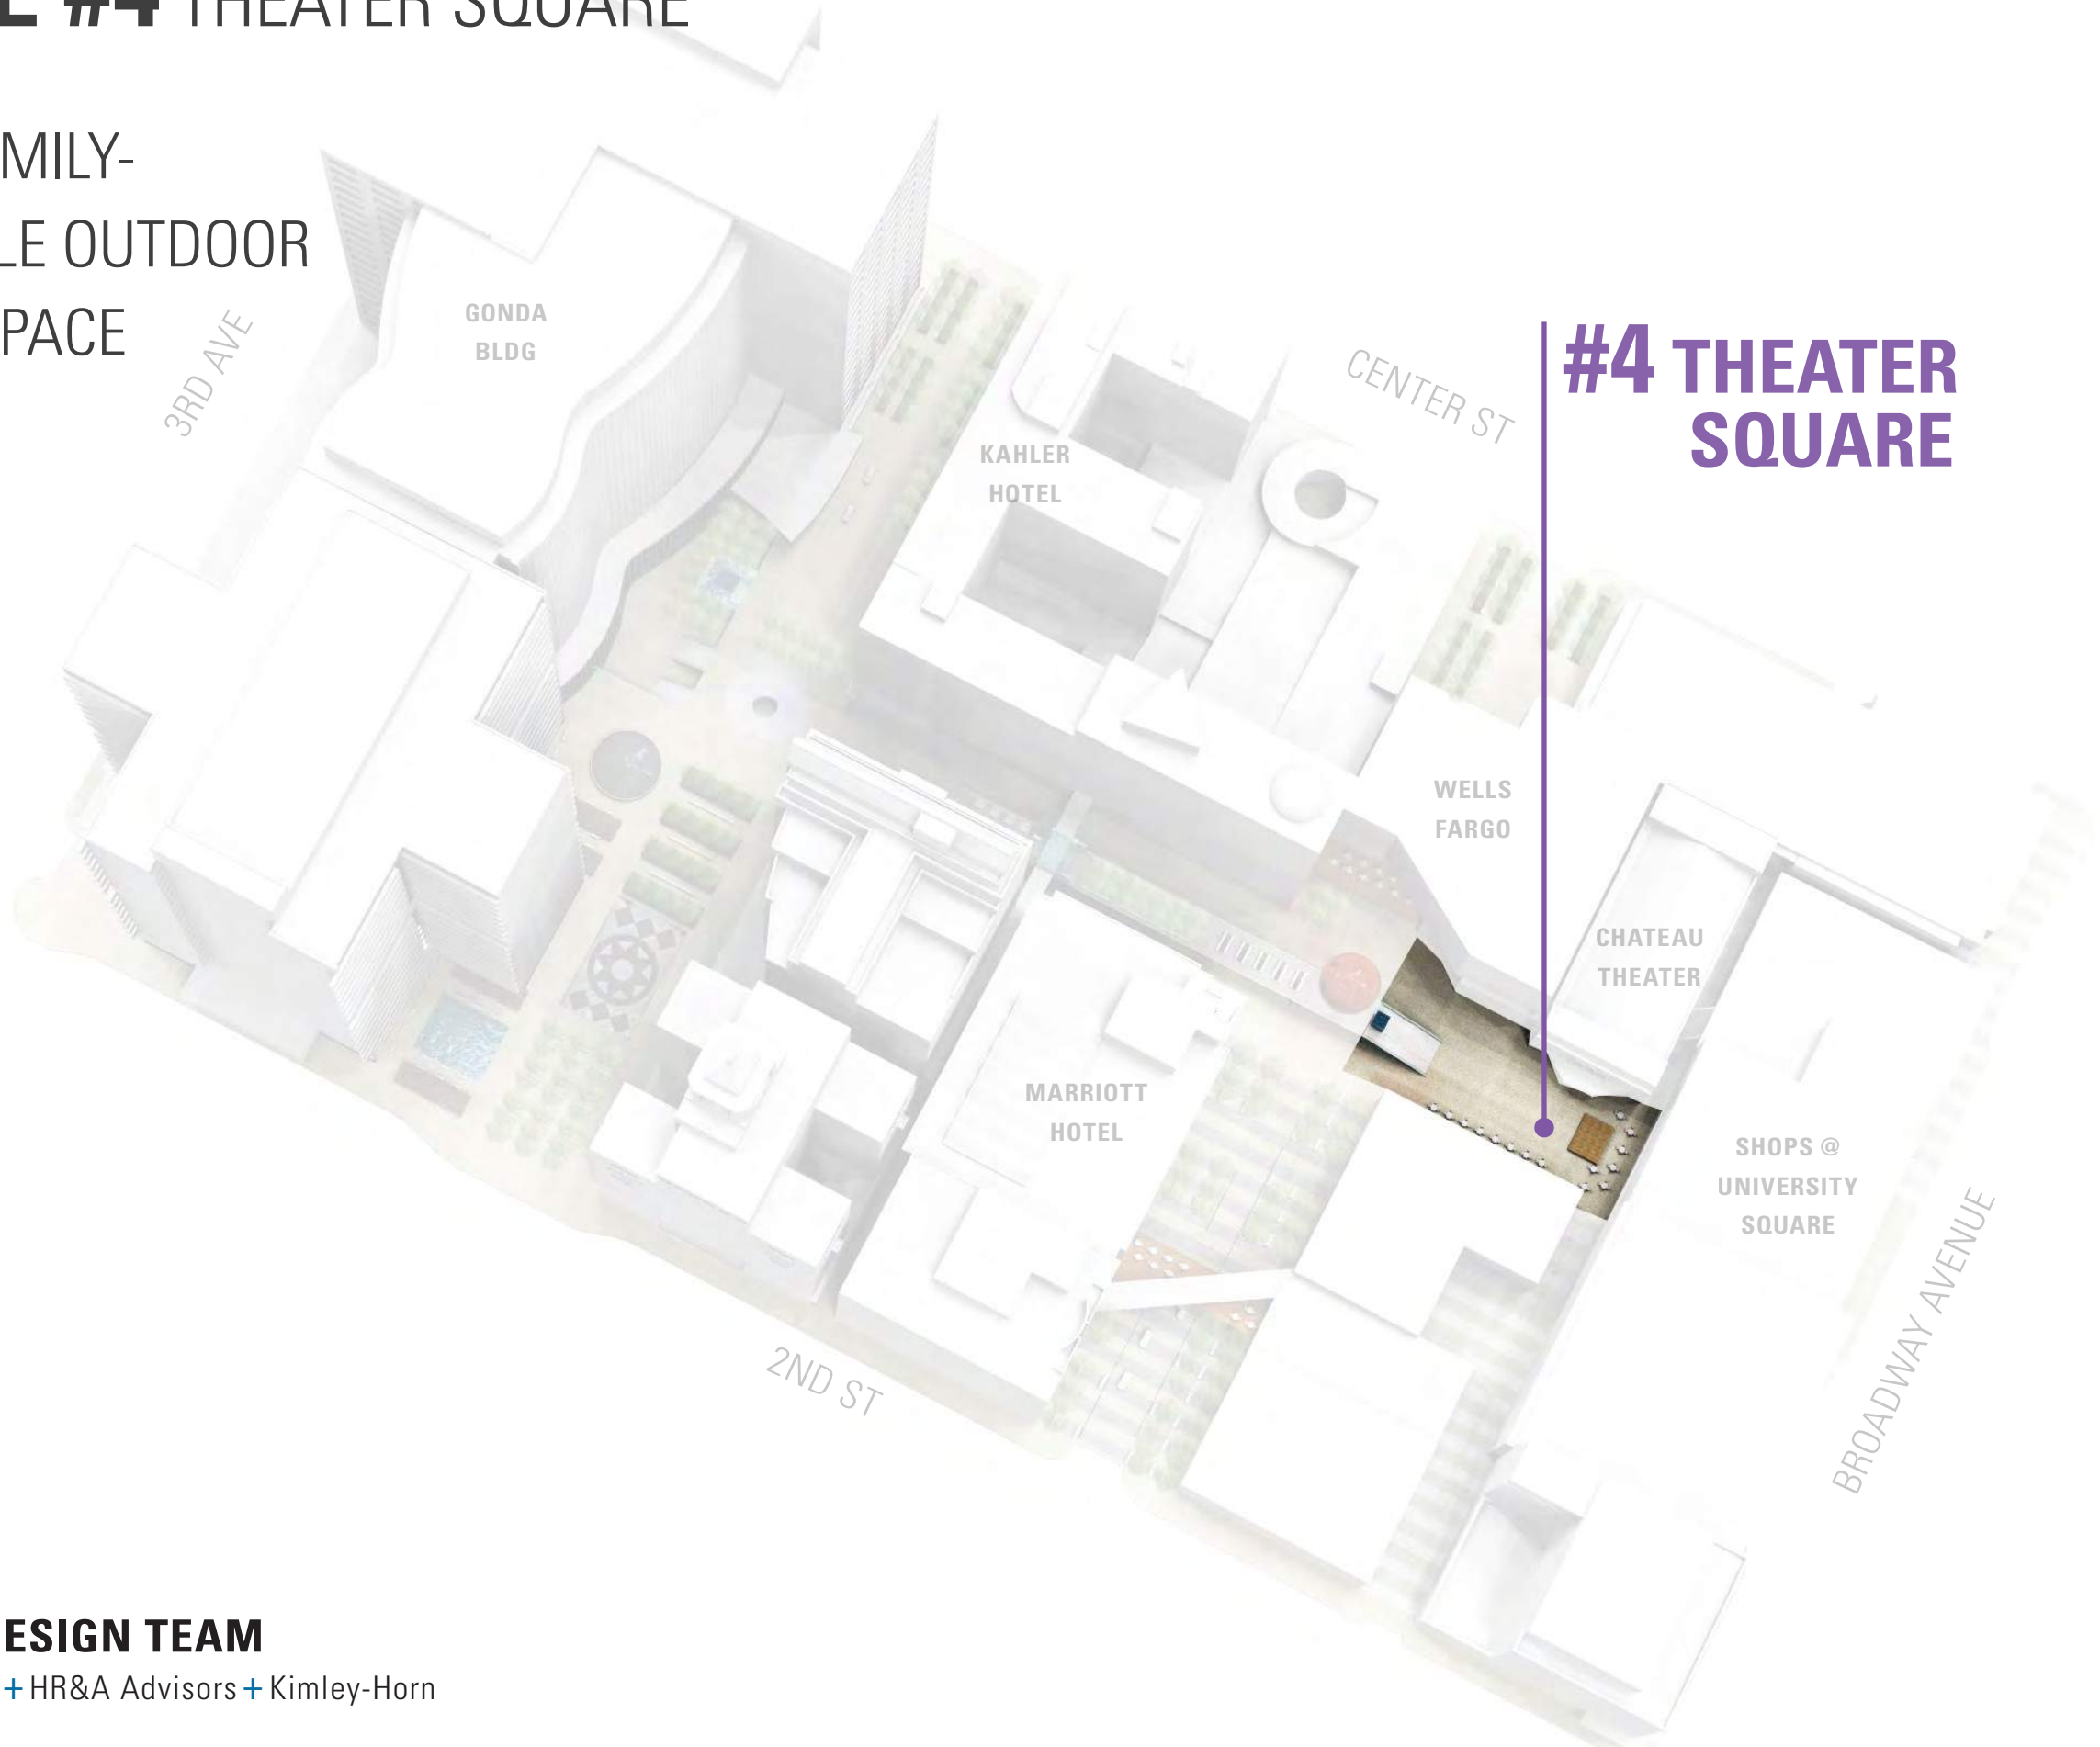 #4 THEATER SQUARE
MILY-
LE OUTDOOR
PACE
3RD AVE
GONDA
BLDG
KAHLER
HOTEL
CENTER ST
#4 THEATER
SQUARE
WELLS
FARGO
CHATEAU
THEATER
MARRIOTT
HOTEL
SHOPS @
UNIVERSITY
SQUARE
2ND ST
BROADWAY AVENUE
ESIGN TEAM
+ HR&A Advisors + Kimley-Horn